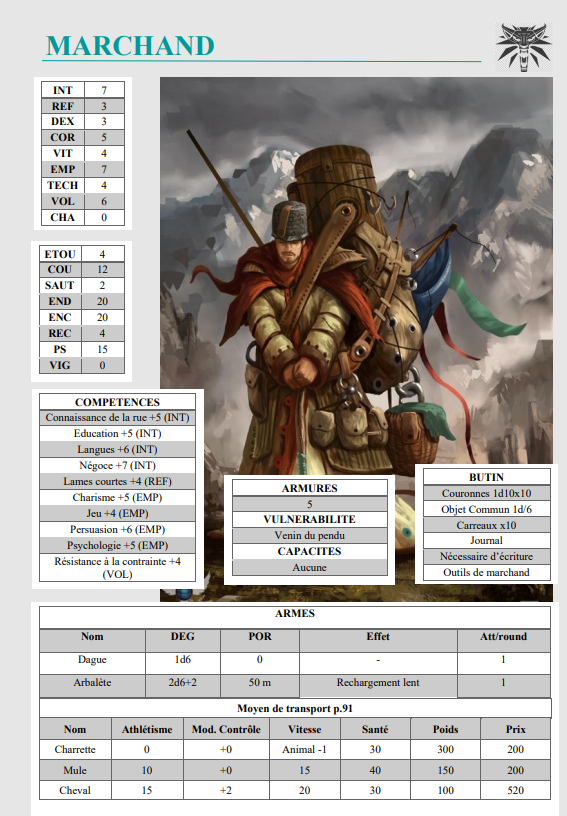 MARCHAND
INT 7
REF 3
DEX 3
COR 5
VIT 4
EMP 7
TECH 4
VOL 6
CHA 0
ETOU 4
COU 12
SAUT 2
END 20
ENC 20
REC 4
PS 15
VIG 0
COMPETENCES
Connaissance de la rue +5 (INT)
Education +5 (INT)
Langues +6 (INT)
Négoce +7 (INT)
Lames courtes +4 (REF)
Charisme +5 (EMP)
Jeu +4 (EMP)
Persuasion +6 (EMP)
Psychologie +5 (EMP)
Résistance à la contrainte +4
(VOL)
ARMURES
5
VULNERABILITE
Venin du pendu
CAPACITES
Aucune
BUTIN
Couronnes 1d10x10
Objet Commun 1d/6
Carreaux x10
Journal
Nécessaire d'écriture
Outils de marchand
ARMES
Nom DEG POR Effet Att/round
Dague 1d6 0 - 1
Arbalète 2d6+2 50 m Rechargement lent 1
Moyen de transport p.91
Nom Athlétisme Mod. Contrôle Vitesse Santé Poids Prix
Charrette 0 +0 Animal -1 30 300 200
Mule 10 +0 15 40 150 200
Cheval 15 +2 20 30 100 520